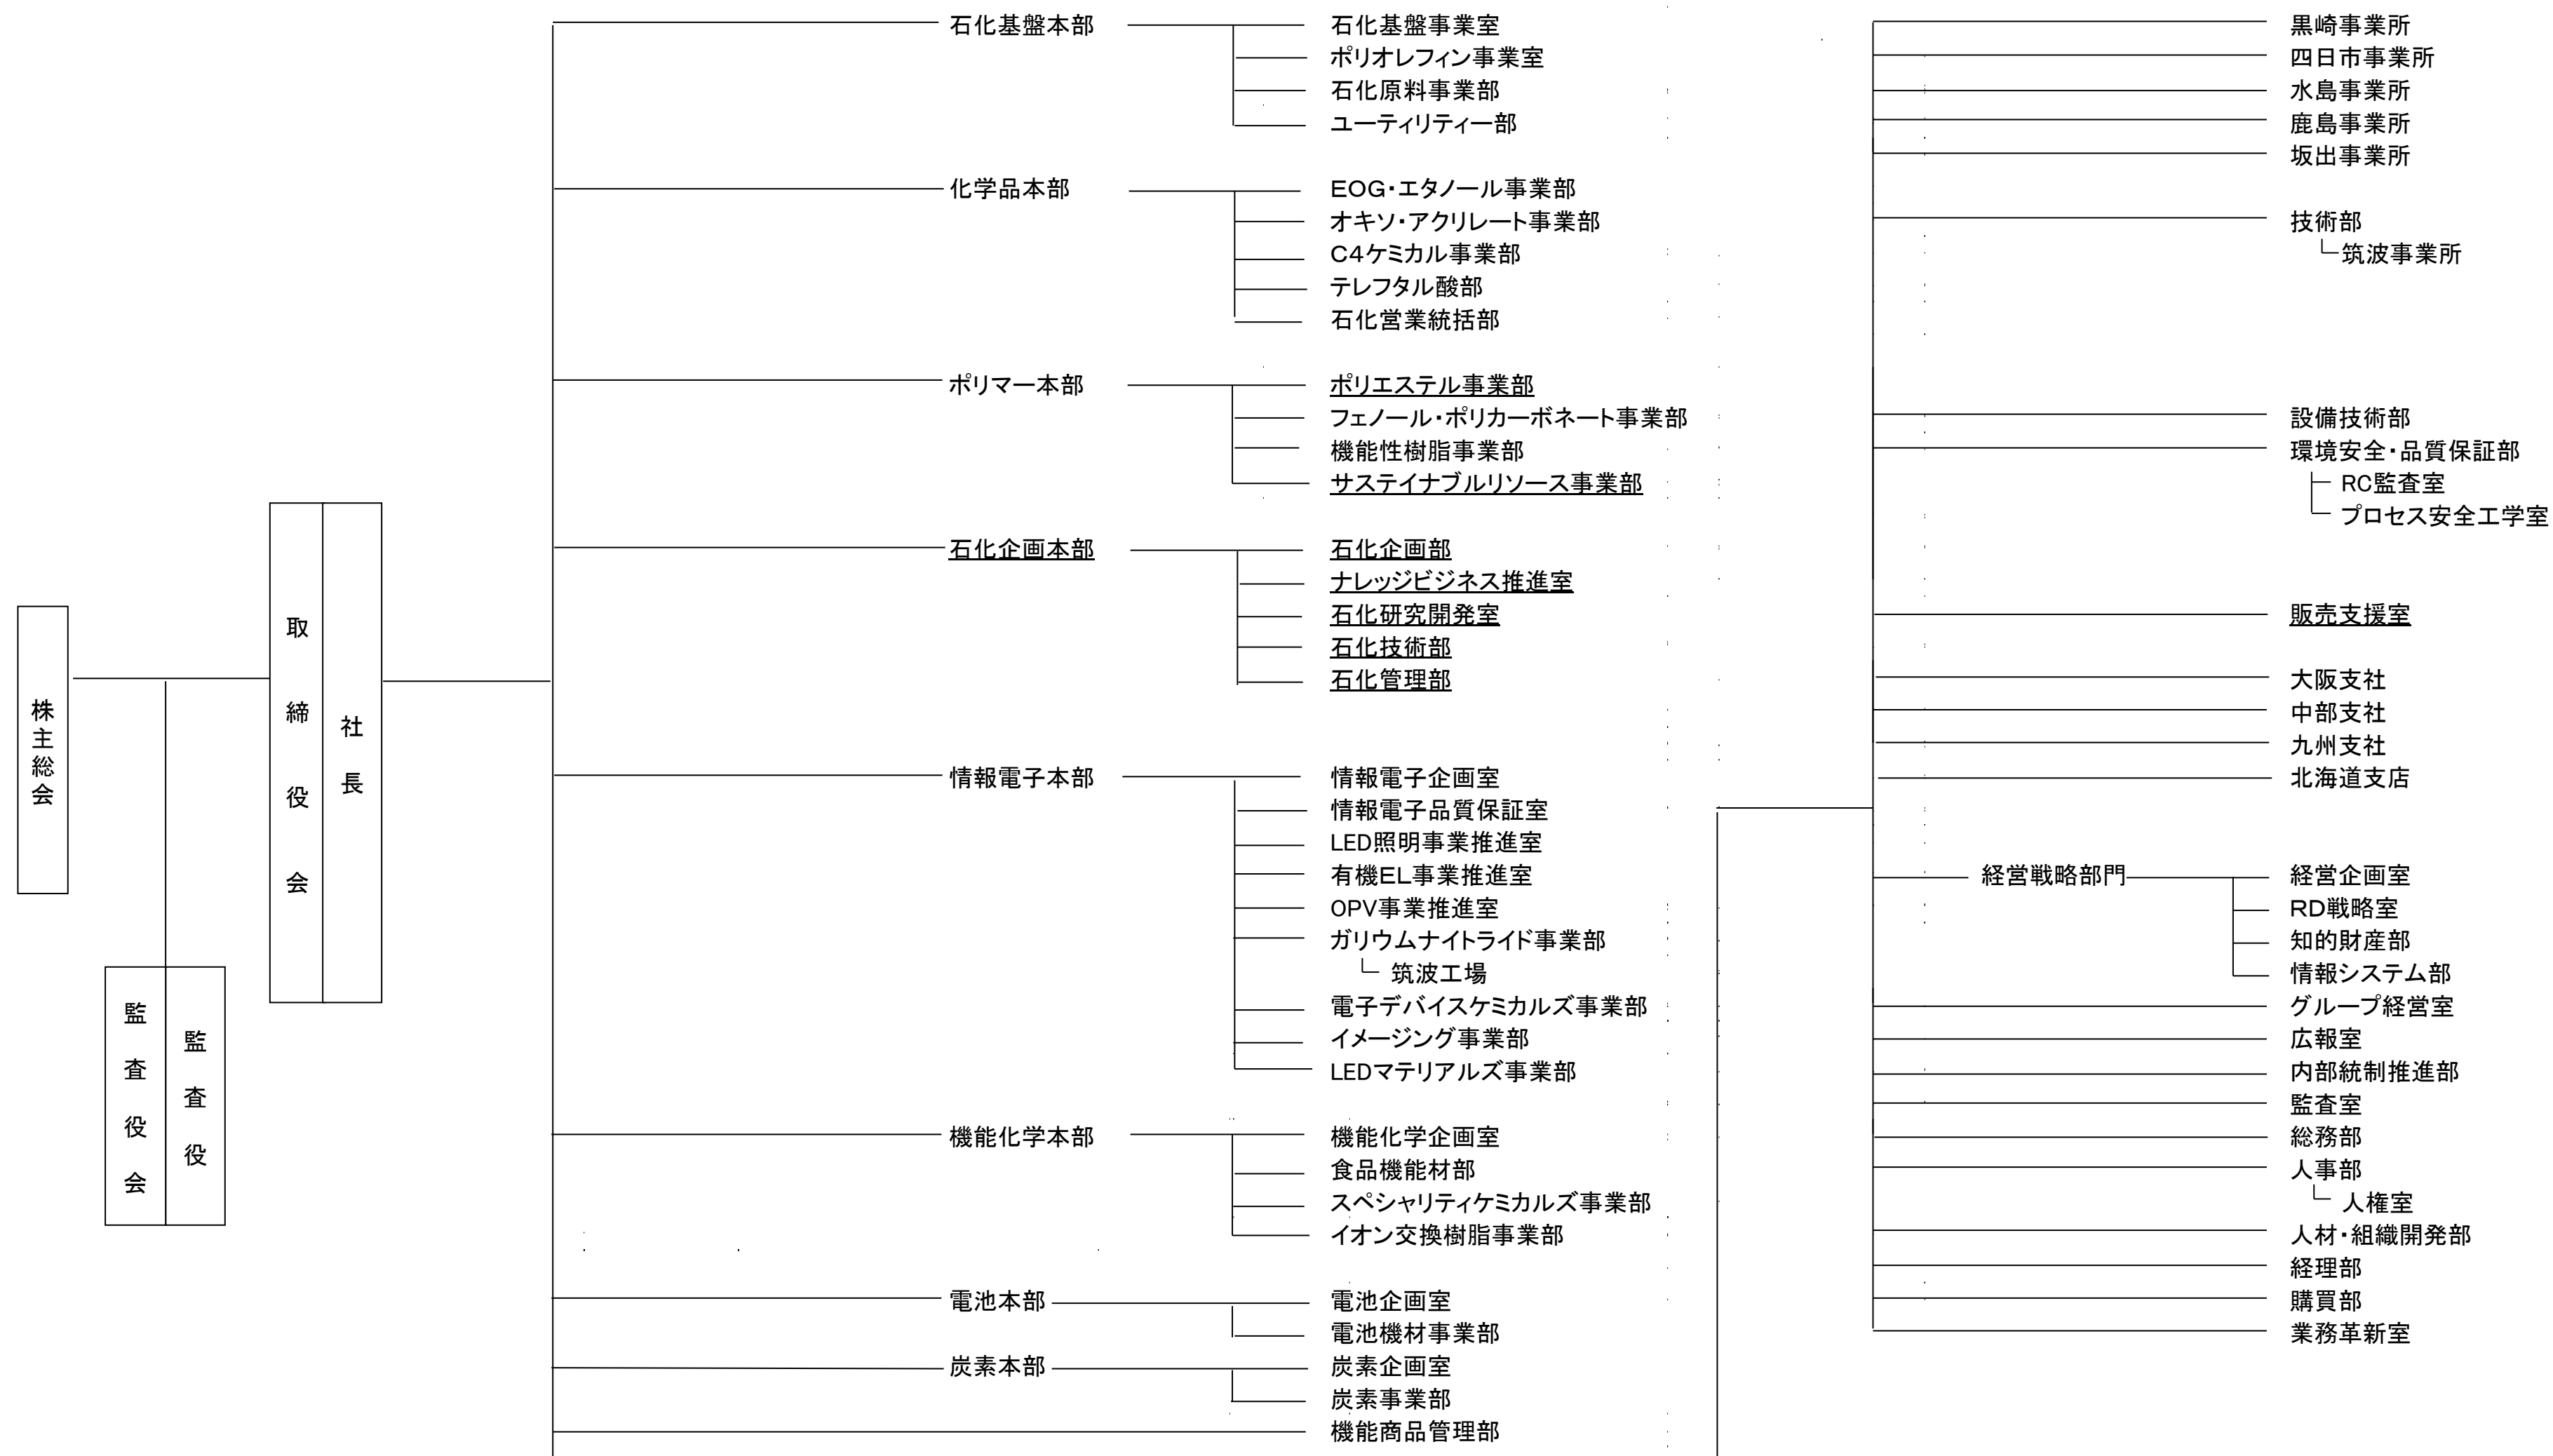 株主総会
監査役会
監査役
取締役会
社長
石化基盤本部
石化基盤事業室
ポリオレフィン事業室
石化原料事業部
ユーティリティー部
化学品本部
EOG・エタノール事業部
オキソ・アクリレート事業部
C4ケミカル事業部
テレフタル酸部
石化営業統括部
ポリマー本部
ポリエステル事業部
フェノール・ポリカーボネート事業部
機能性樹脂事業部
サステイナブルリソース事業部
石化企画本部
石化企画部
ナレッジビジネス推進室
石化研究開発室
石化技術部
石化管理部
情報電子本部
情報電子企画室
情報電子品質保証室
LED照明事業推進室
有機EL事業推進室
OPV事業推進室
ガリウムナイトライド事業部
筑波工場
電子デバイスケミカルズ事業部
イメージング事業部
LEDマテリアルズ事業部
機能化学本部
機能化学企画室
食品機能材部
スペシャリティケミカルズ事業部
イオン交換樹脂事業部
電池本部
電池企画室
電池機材事業部
炭素本部
炭素企画室
炭素事業部
機能商品管理部
黒崎事業所
四日市事業所
水島事業所
鹿島事業所
坂出事業所
技術部
筑波事業所
設備技術部
環境安全・品質保証部
RC監査室
プロセス安全工学室
販売支援室
大阪支社
中部支社
九州支社
北海道支店
経営戦略部門
経営企画室
RD戦略室
知的財産部
情報システム部
グループ経営室
広報室
内部統制推進部
監査室
総務部
人事部
人権室
人材・組織開発部
経理部
購買部
業務革新室